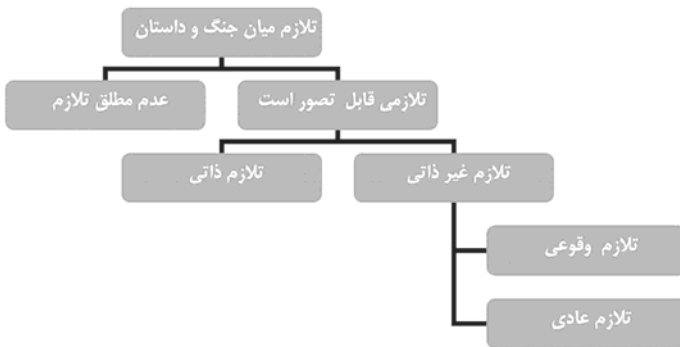 تلازم میان جنگ و داستان
تلازمی قابل تصور است
عدم مطلق تلازم
تلازم غیر ذاتی
تلازم ذاتی
تلازم وقوعی
تلازم عادی